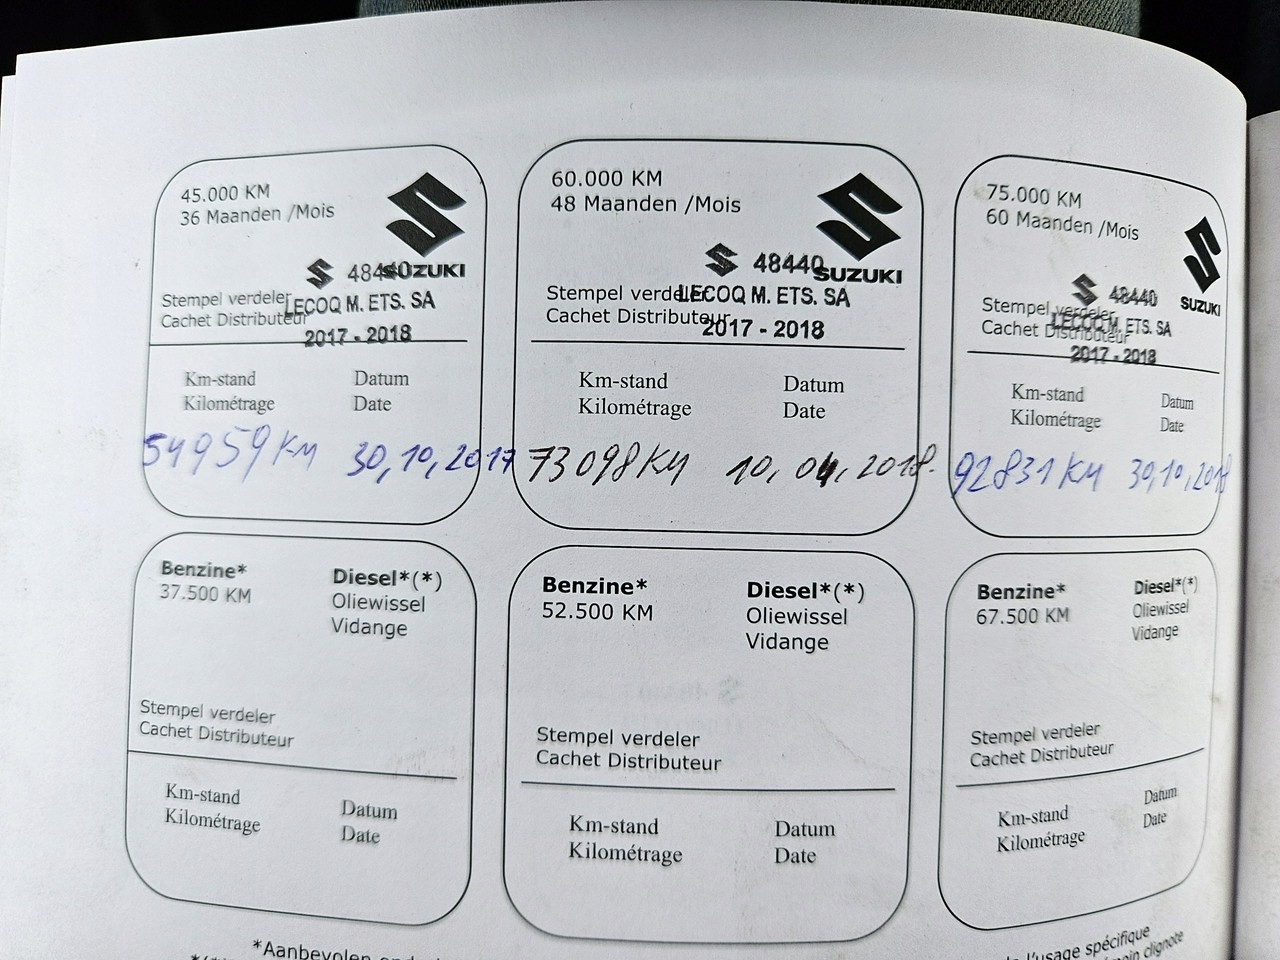 45.000 KM
36 Maanden /Mois
48440
SUZUKI
Stempel verdeler
LECOQ M. ETS. SA
Cachet Distributeur
2017 - 2018
Km-stand Datum
Kilométrage Date
54959 KM 30,10,2017
60.000 KM
48 Maanden /Mois
48440
SUZUKI
Stempel verdeler
LECOQ M. ETS. SA
Cachet Distributeur
2017 - 2018
Km-stand Datum
Kilométrage Date
73098 KM 10,04,2018.
75.000 KM
60 Maanden /Mois
48440
SUZUKI
Stempel verdeler
LECOQ M. ETS. SA
Cachet Distributeur
2017 - 2018
Km-stand Datum
Kilométrage Date
92831 KM 30,10,2018
Benzine* Diesel*(*)
37.500 KM Oliewissel
Vidange
Stempel verdeler
Cachet Distributeur
Km-stand Datum
Kilométrage Date
Benzine* Diesel*(*)
52.500 KM Oliewissel
Vidange
Stempel verdeler
Cachet Distributeur
Km-stand Datum
Kilométrage Date
Benzine* Diesel*(*)
67.500 KM Oliewissel
Vidange
Stempel verdeler
Cachet Distributeur
Km-stand Datum
Kilométrage Date
*Aanbevolen
l'usage spécifique
clignote